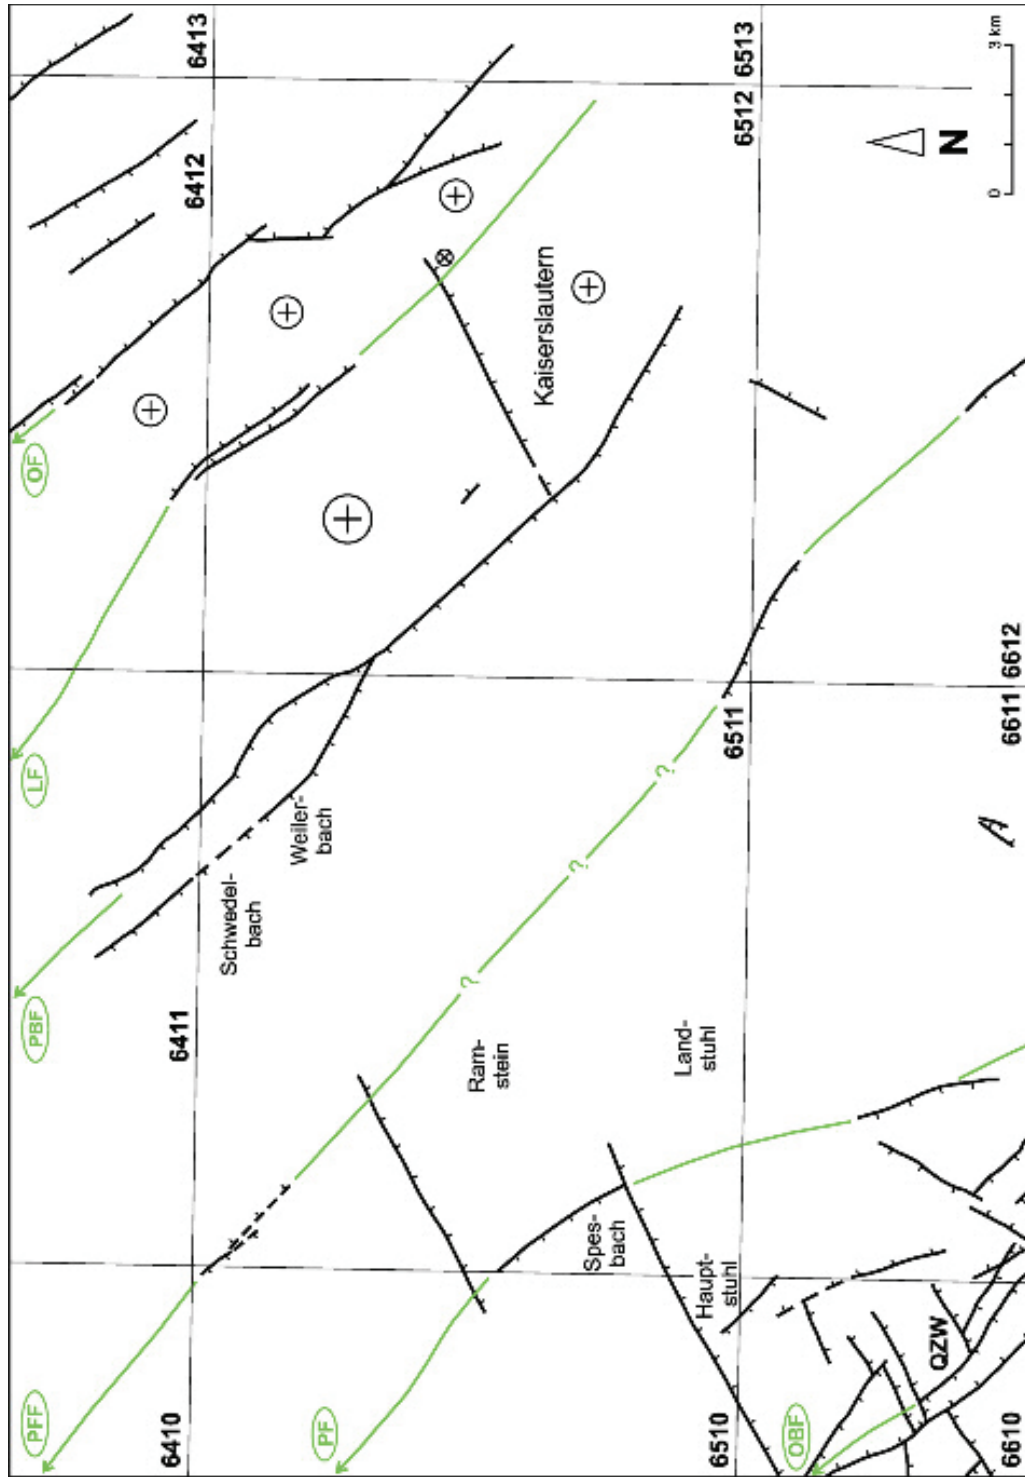 PFF
PBF
LF
OF
6410
6411
6412
6413
Schwedel-
bach
Weiler-
bach
PF
Ram-
stein
Kaiserslautern
Spes-
bach
Land-
stuhl
Haupt-
stuhl
?
?
?
6510
6511
6512
6513
OBF
QZW
N
0
3 km
6610
6611
6612